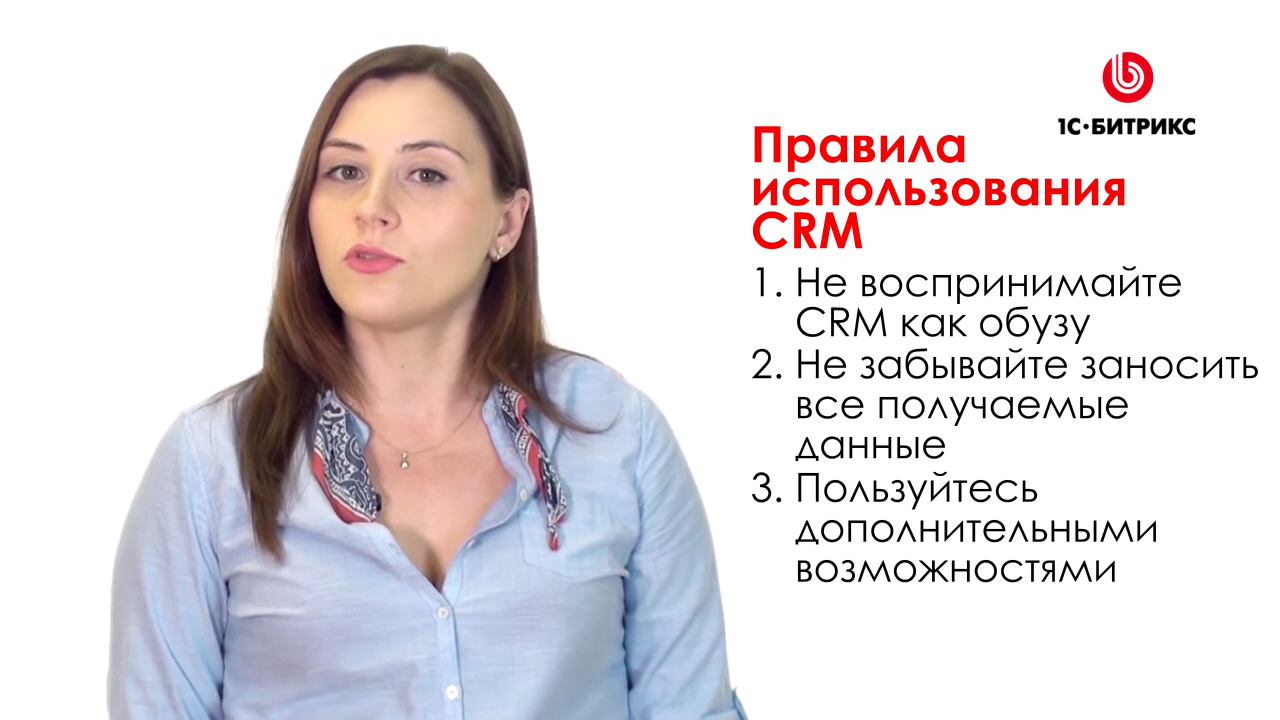 1С·БИТРИКС
Правила
использования
CRM
1. Не воспринимайте
CRM как обузу
2. Не забывайте заносить
все получаемые
данные
3. Пользуйтесь
дополнительными
возможностями